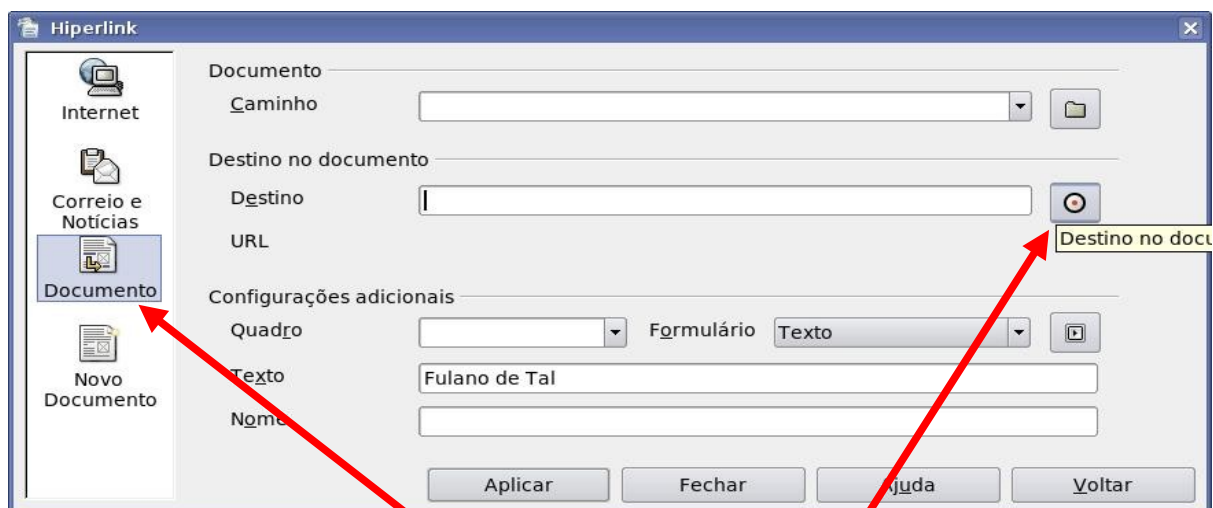 Hiperlink
Internet
Correio e
Notícias
Documento
Novo
Documento
Documento
Caminho
Destino no documento
Destino
Destino no docu
URL
Configurações adicionais
Quadro
Formulário
Texto
Texto
Fulano de Tal
Nome
Aplicar
Fechar
Ajuda
Voltar